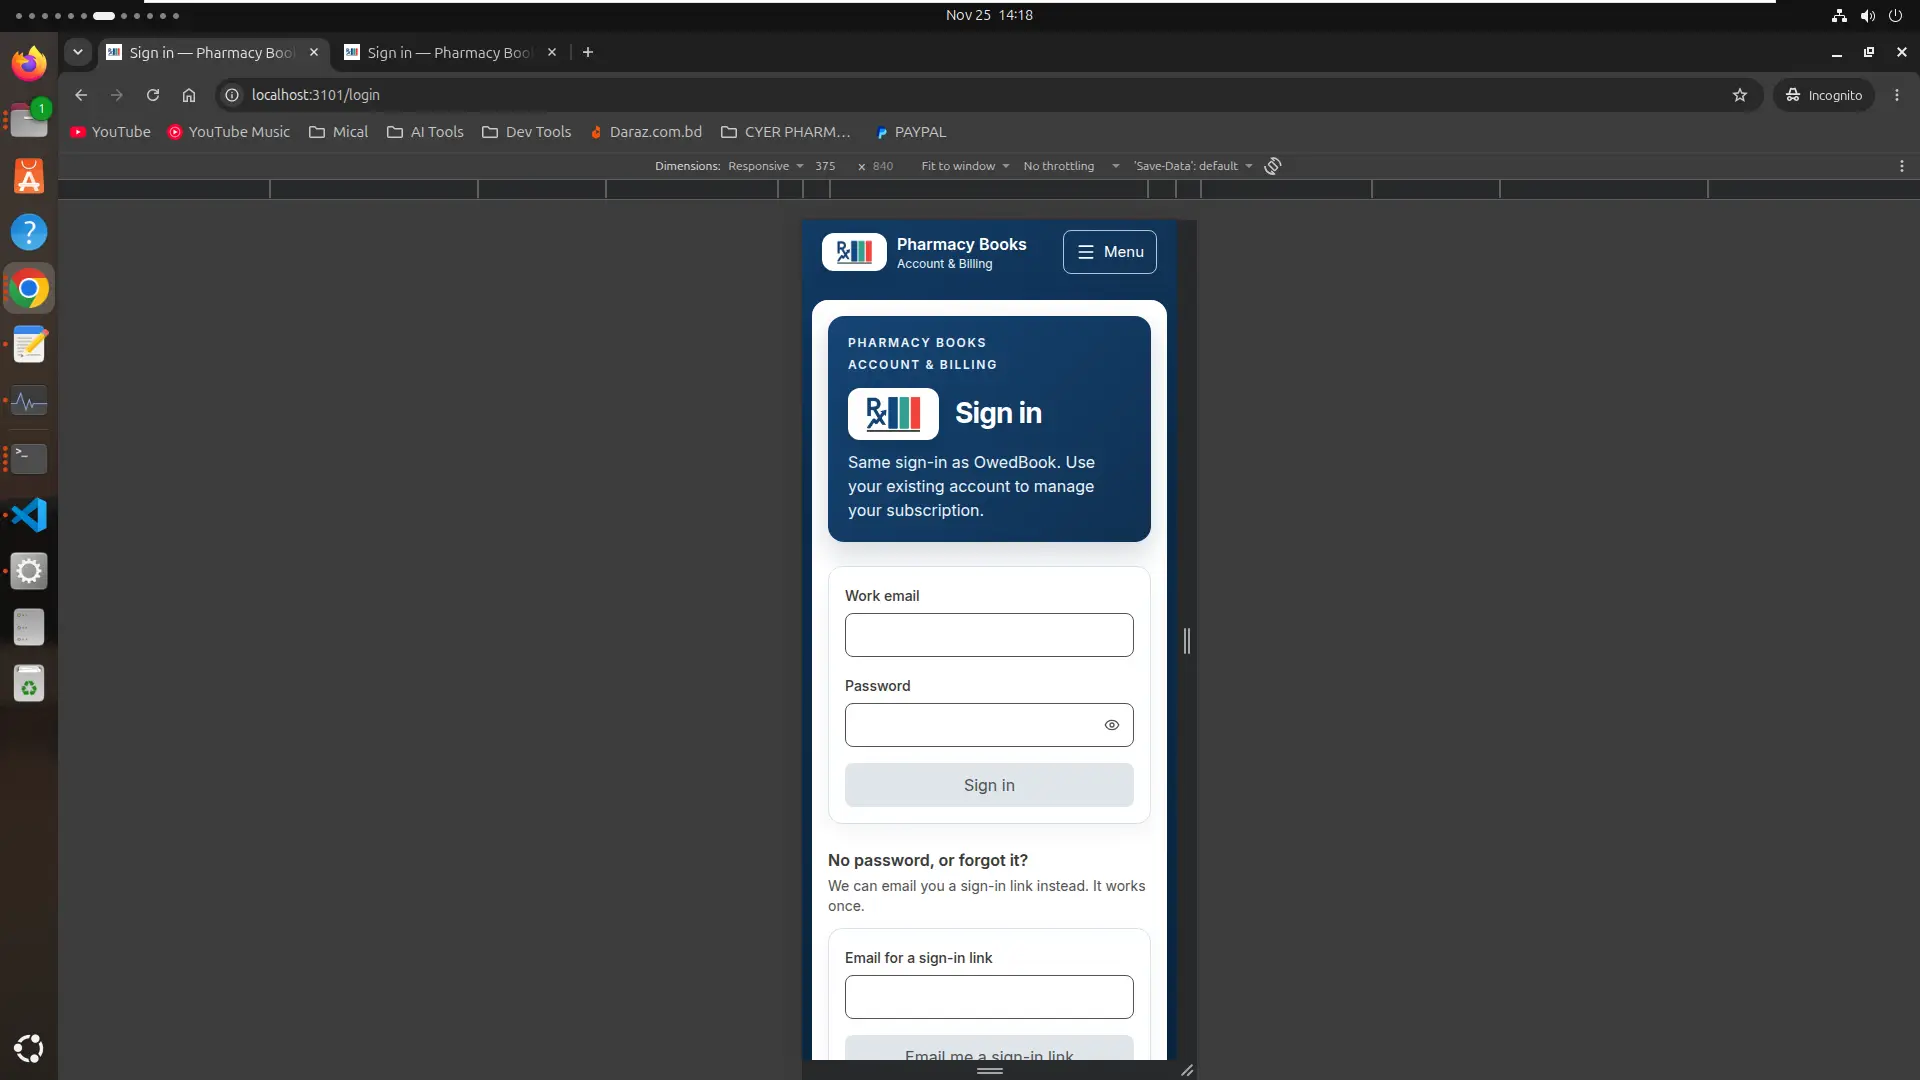 Nov 25 14:18
Sign in — Pharmacy Boo
Sign in — Pharmacy Boo
localhost:3101/login
Incognito
YouTube
YouTube Music
Mical
AI Tools
Dev Tools
Daraz.com.bd
CYER PHARM...
PAYPAL
Dimensions: Responsive 375 x 840 Fit to window No throttling 'Save-Data': default
1
Pharmacy Books
Account & Billing
Menu
PHARMACY BOOKS
ACCOUNT & BILLING
Sign in
Same sign-in as OwedBook. Use
your existing account to manage
your subscription.
Work email
Password
Sign in
No password, or forgot it?
We can email you a sign-in link instead. It works
once.
Email for a sign-in link
Email me a sign-in link